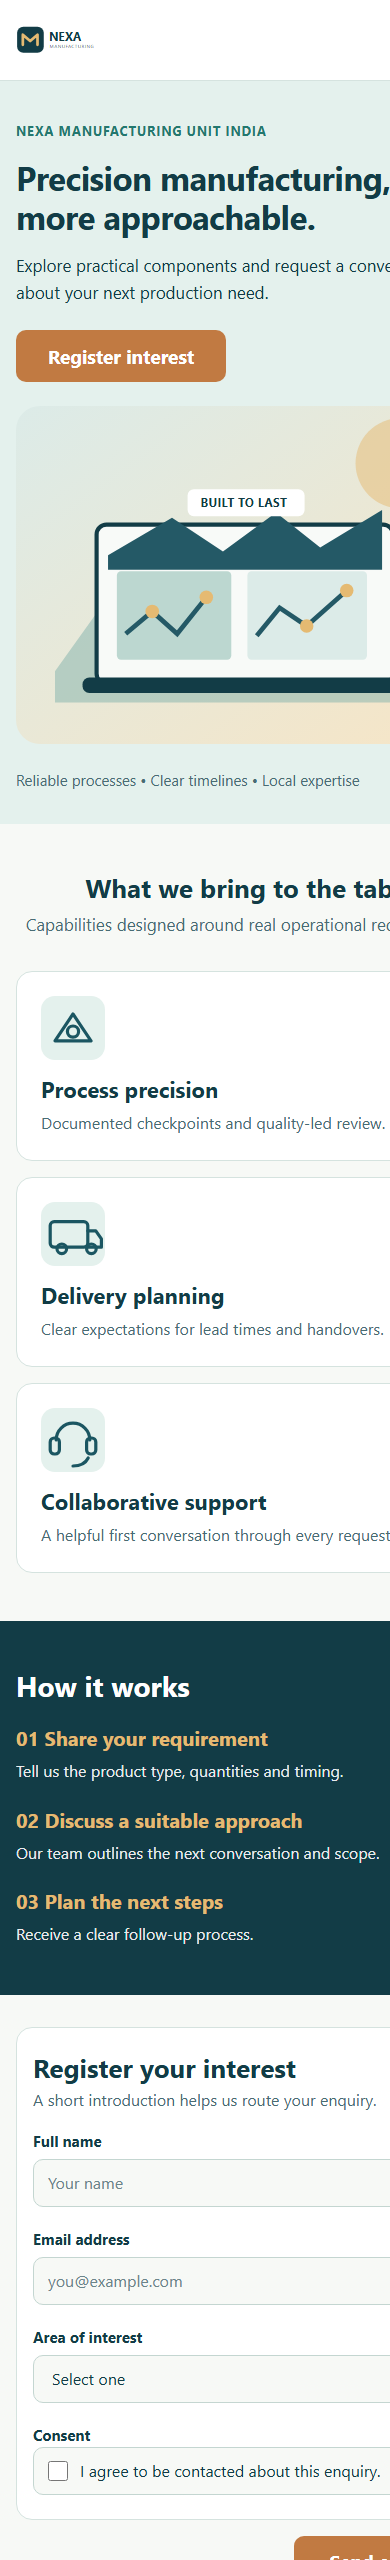 NEXA
MANUFACTURING
NEXA MANUFACTURING UNIT INDIA
Precision manufacturing,
more approachable.
Explore practical components and request a
about your next production need.
Register interest
BUILT TO LAST
Reliable processes • Clear timelines • Local expertise
What we bring to the
Capabilities designed around real operational
Process precision
Documented checkpoints and quality-led review.
Delivery planning
Clear expectations for lead times and handovers.
Collaborative support
A helpful first conversation through every request
How it works
01 Share your requirement
Tell us the product type, quantities and timing.
02 Discuss a suitable approach
Our team outlines the next conversation and scope.
03 Plan the next steps
Receive a clear follow-up process.
Register your interest
A short introduction helps us route your enquiry.
Full name
Your name
Email address
you@example.com
Area of interest
Select one
Consent
I agree to be contacted about this enquiry.